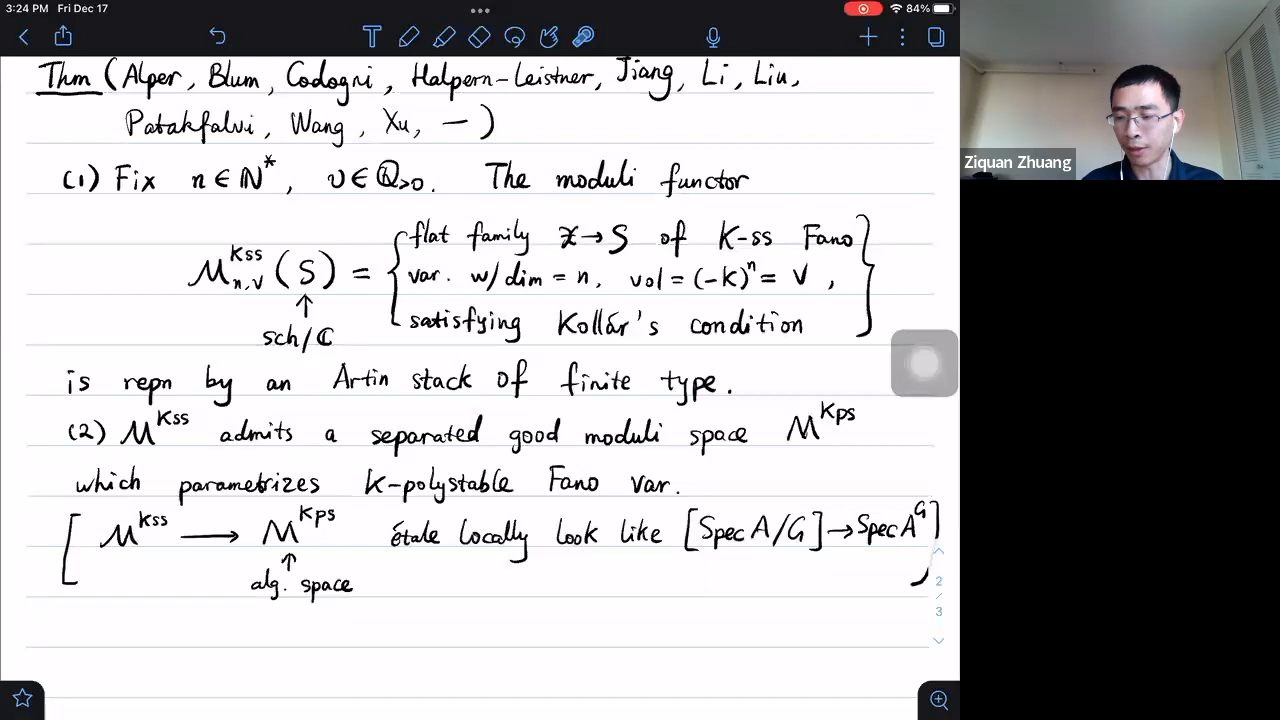 3:24 PM Fri Dec 17
84%
Thm (Alper, Blum, Codogni, Halpern-Leistner, Jiang, Li, Liu,
Patakfalvi, Wang, Xu, —)
(1) Fix n ∈ ℕ*, v ∈ ℚ>0. The moduli functor
flat family 𝒳 → S of K-ss Fano
M^Kss_n,v (S) = { var. w/ dim = n, vol = (-K)^n = V, }
satisfying Kollár's condition
↑
sch/ℂ
is repn by an Artin stack of finite type.
(2) M^Kss admits a separated good moduli space M^Kps
which parametrizes K-polystable Fano var.
[ M^Kss → M^Kps étale locally look like [Spec A/G] → Spec A^G ]
↑
alg. space
2
/
3
Ziquan Zhuang